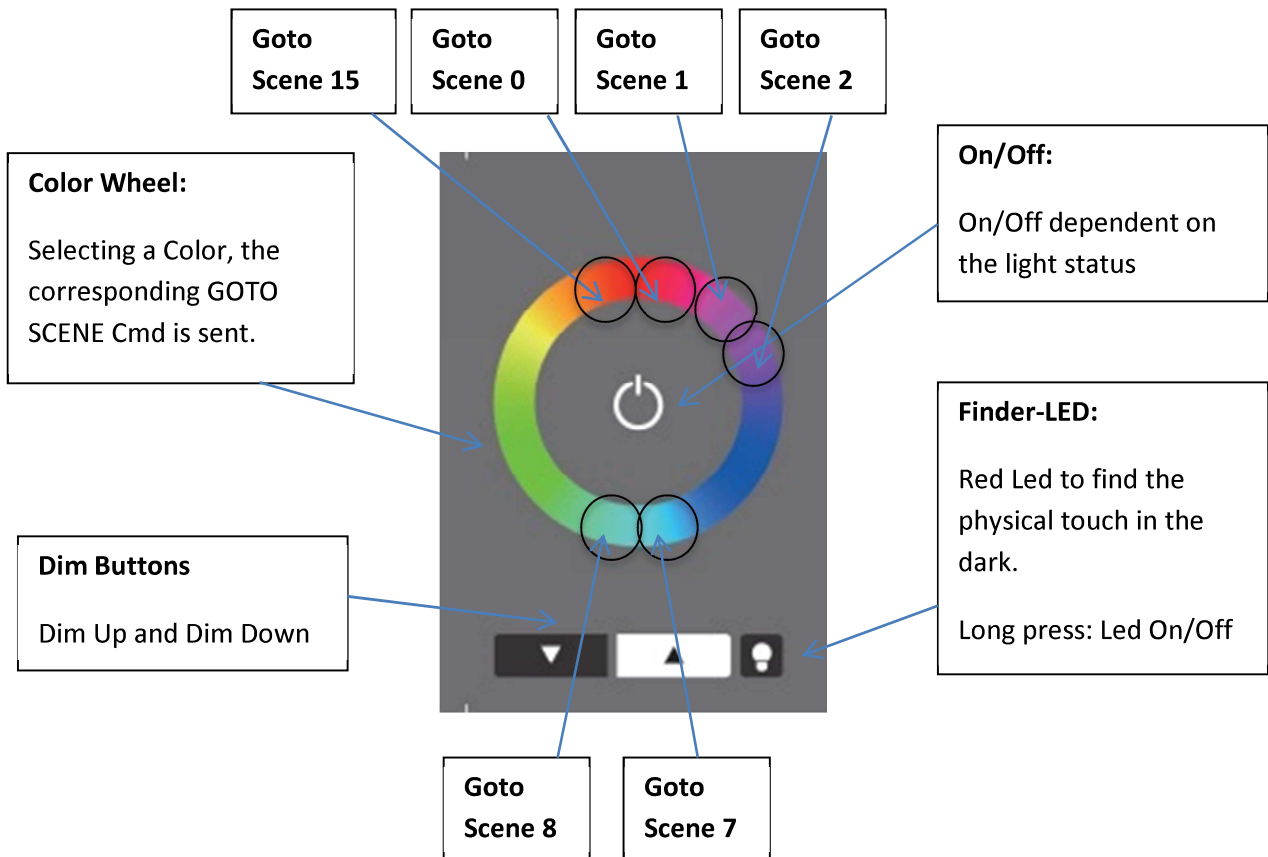 Goto
Scene 15
Goto
Scene 0
Goto
Scene 1
Goto
Scene 2
Color Wheel:
Selecting a Color, the
corresponding GOTO
SCENE Cmd is sent.
On/Off:
On/Off dependent on
the light status
Finder-LED:
Red Led to find the
physical touch in the
dark.
Long press: Led On/Off
Dim Buttons
Dim Up and Dim Down
Goto
Scene 8
Goto
Scene 7